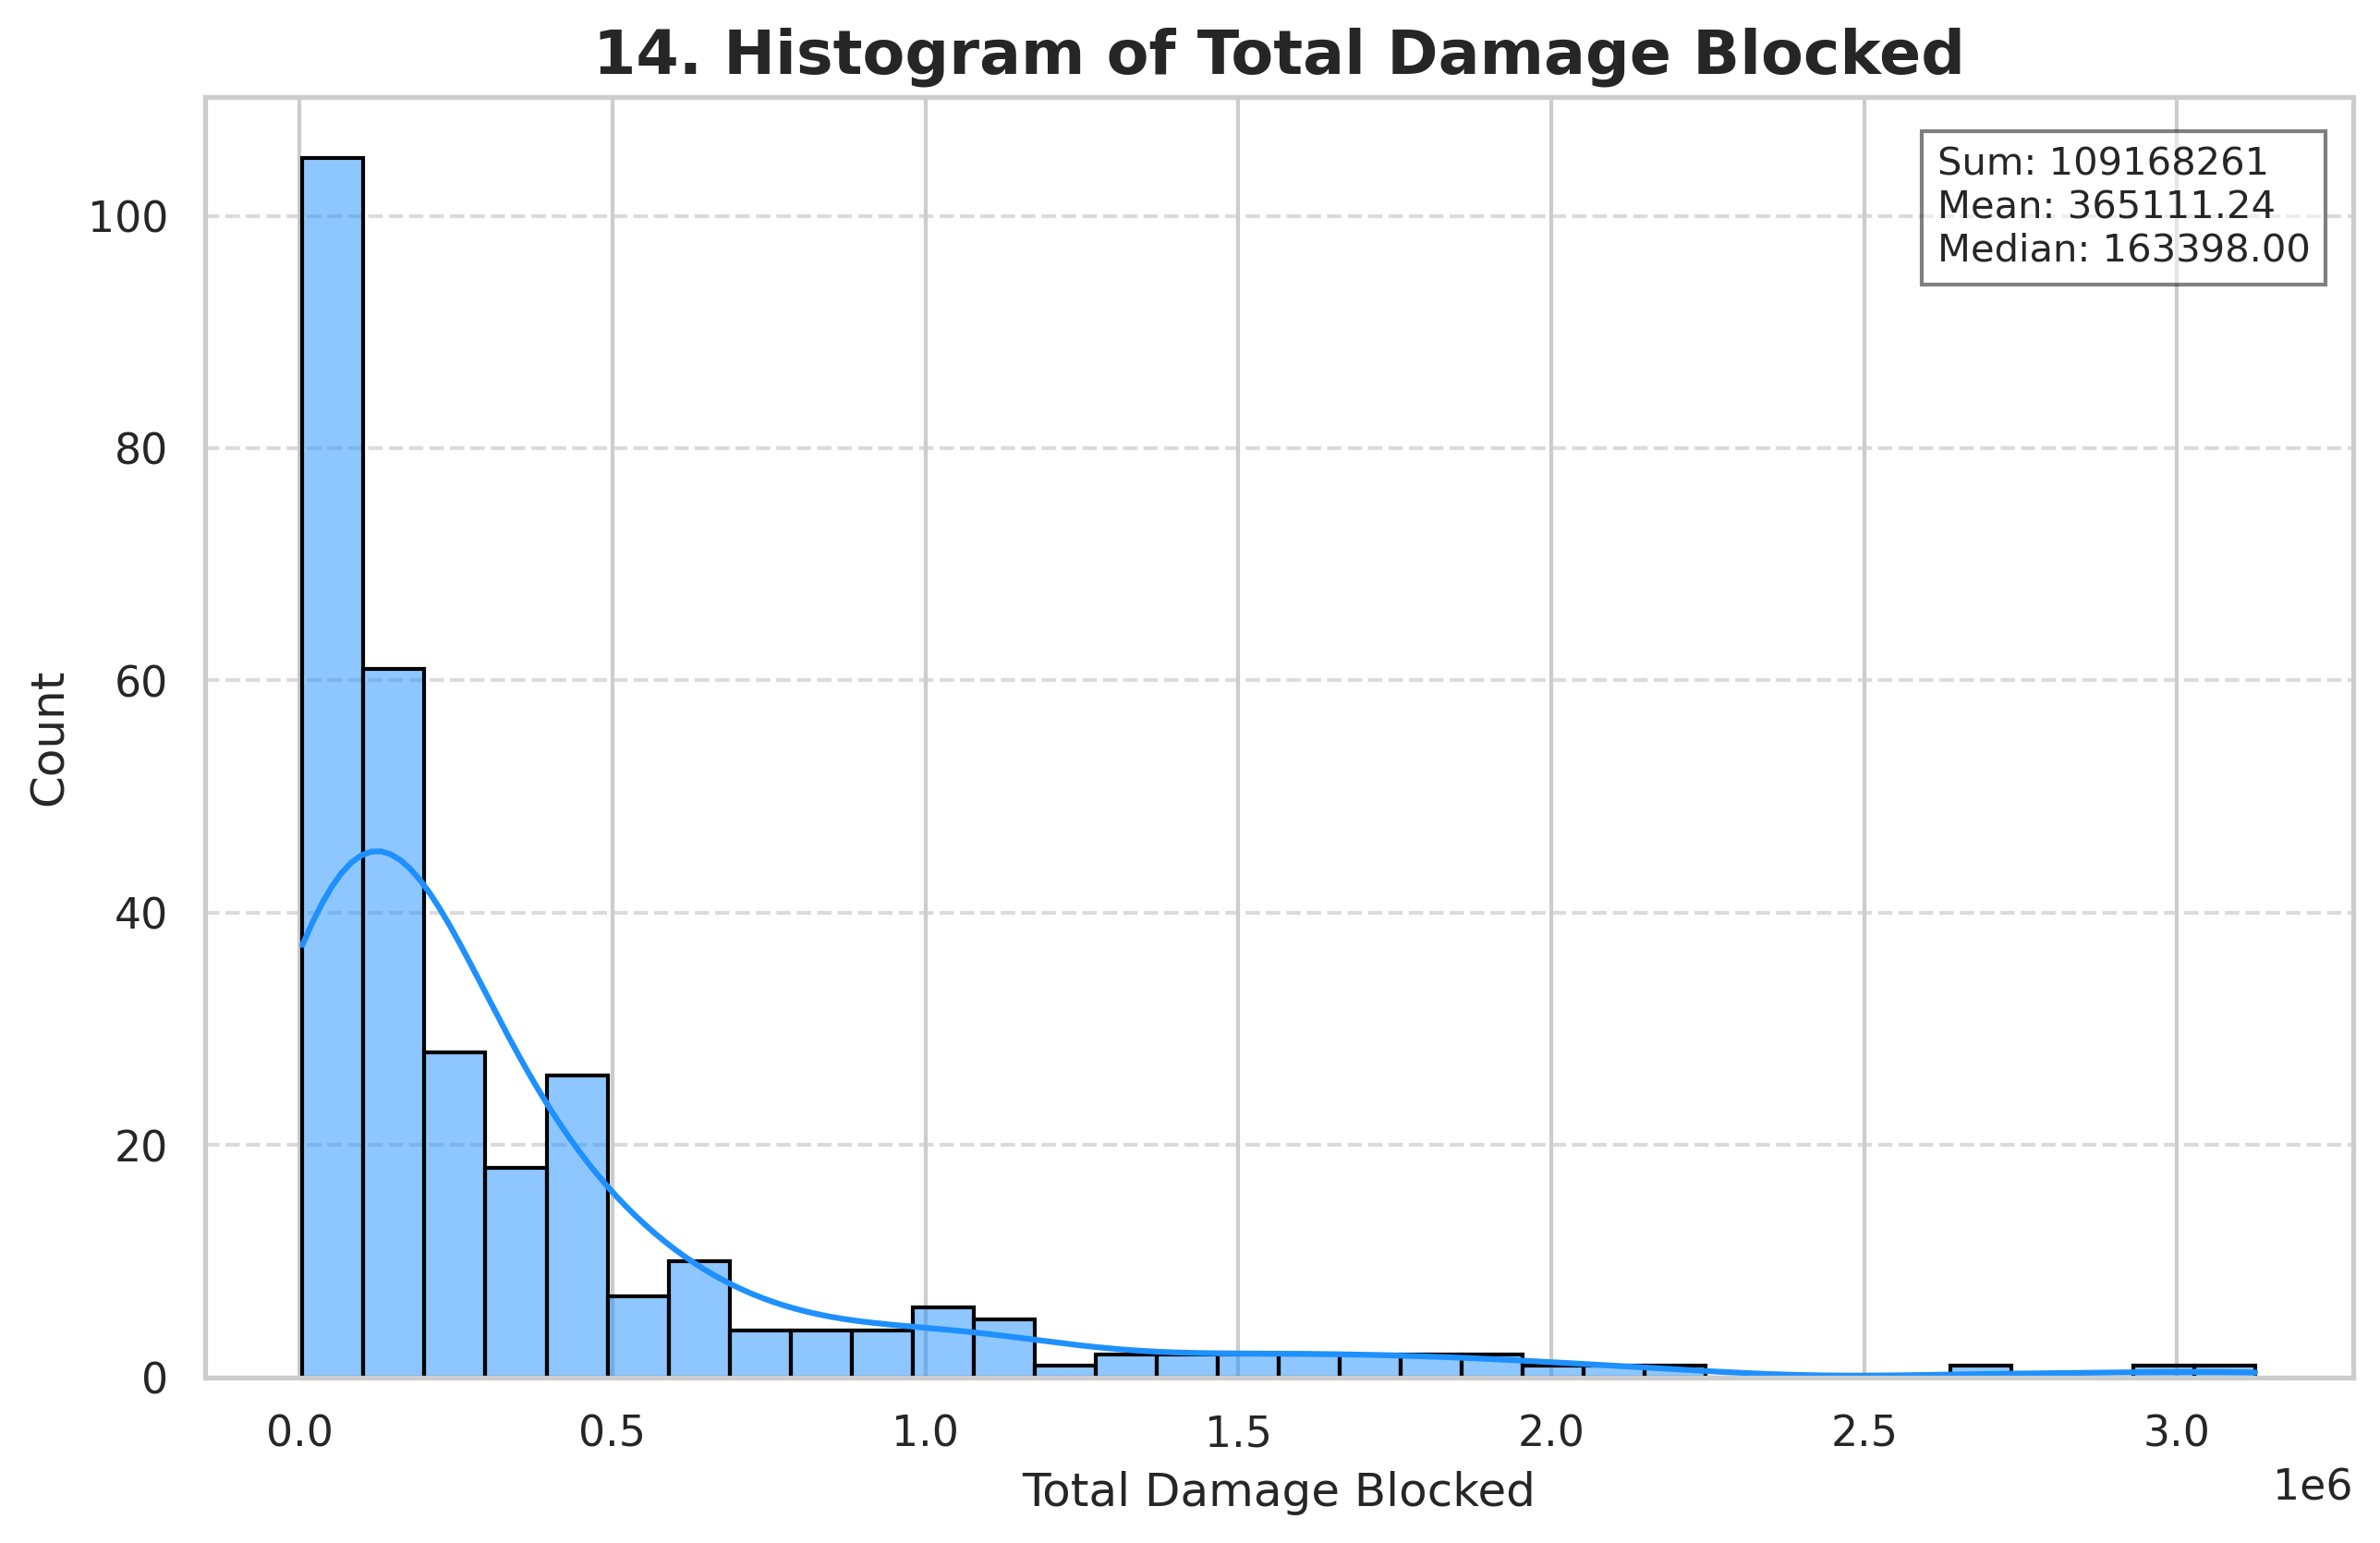 14. Histogram of Total Damage Blocked
Sum: 109168261
Mean: 365111.24
Median: 163398.00
Count
100
80
60
40
20
0
0.0 0.5 1.0 1.5 2.0 2.5 3.0
1e6
Total Damage Blocked